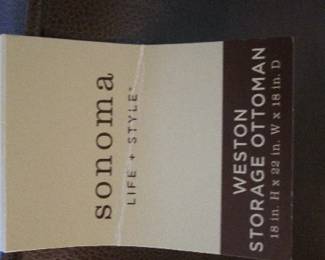 sonoma
LIFE + STYLE®
WESTON
STORAGE OTTOMAN
18 in. H x 22 in. W x 18 in. D